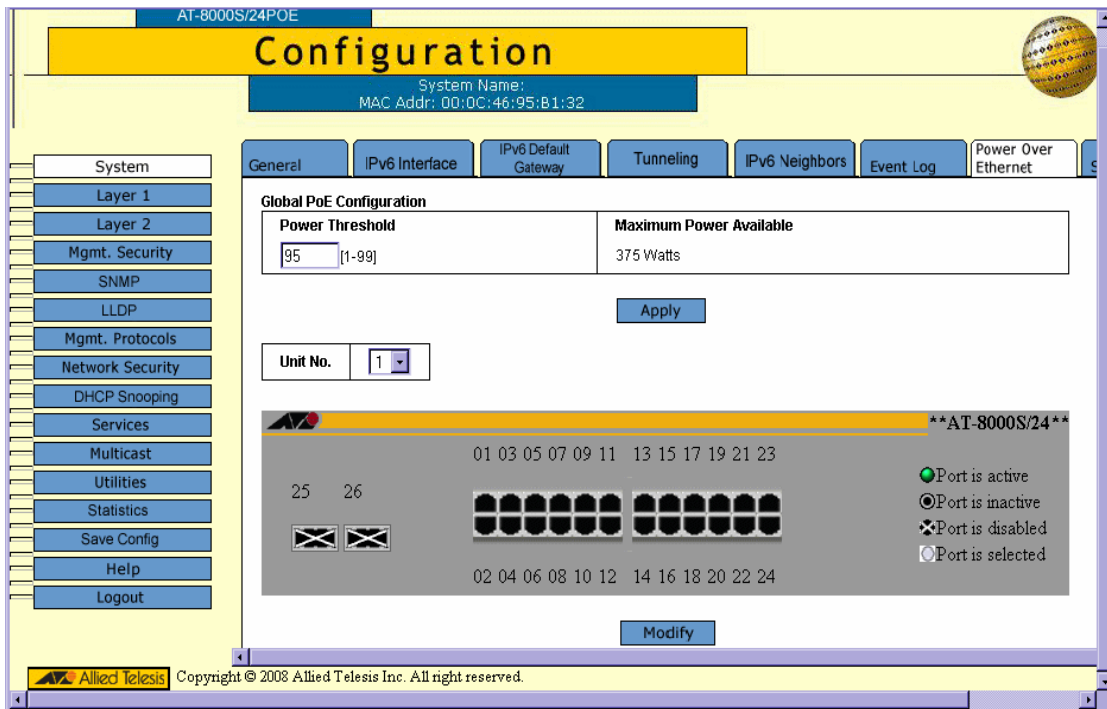 AT-8000S/24POE
Configuration
System Name:
MAC Addr: 00:0C:46:95:B1:32
System
Layer 1
Layer 2
Mgmt. Security
SNMP
LLDP
Mgmt. Protocols
Network Security
DHCP Snooping
Services
Multicast
Utilities
Statistics
Save Config
Help
Logout
General
IPv6 Interface
IPv6 Default
Gateway
Tunneling
IPv6 Neighbors
Event Log
Power Over
Ethernet
S
Global PoE Configuration
Power Threshold
Maximum Power Available
95 [1-99]
375 Watts
Apply
Unit No. 1
**AT-8000S/24**
01 03 05 07 09 11 13 15 17 19 21 23
25 26
02 04 06 08 10 12 14 16 18 20 22 24
Port is active
Port is inactive
Port is disabled
Port is selected
Modify
Allied Telesis Copyright © 2008 Allied Telesis Inc. All right reserved.